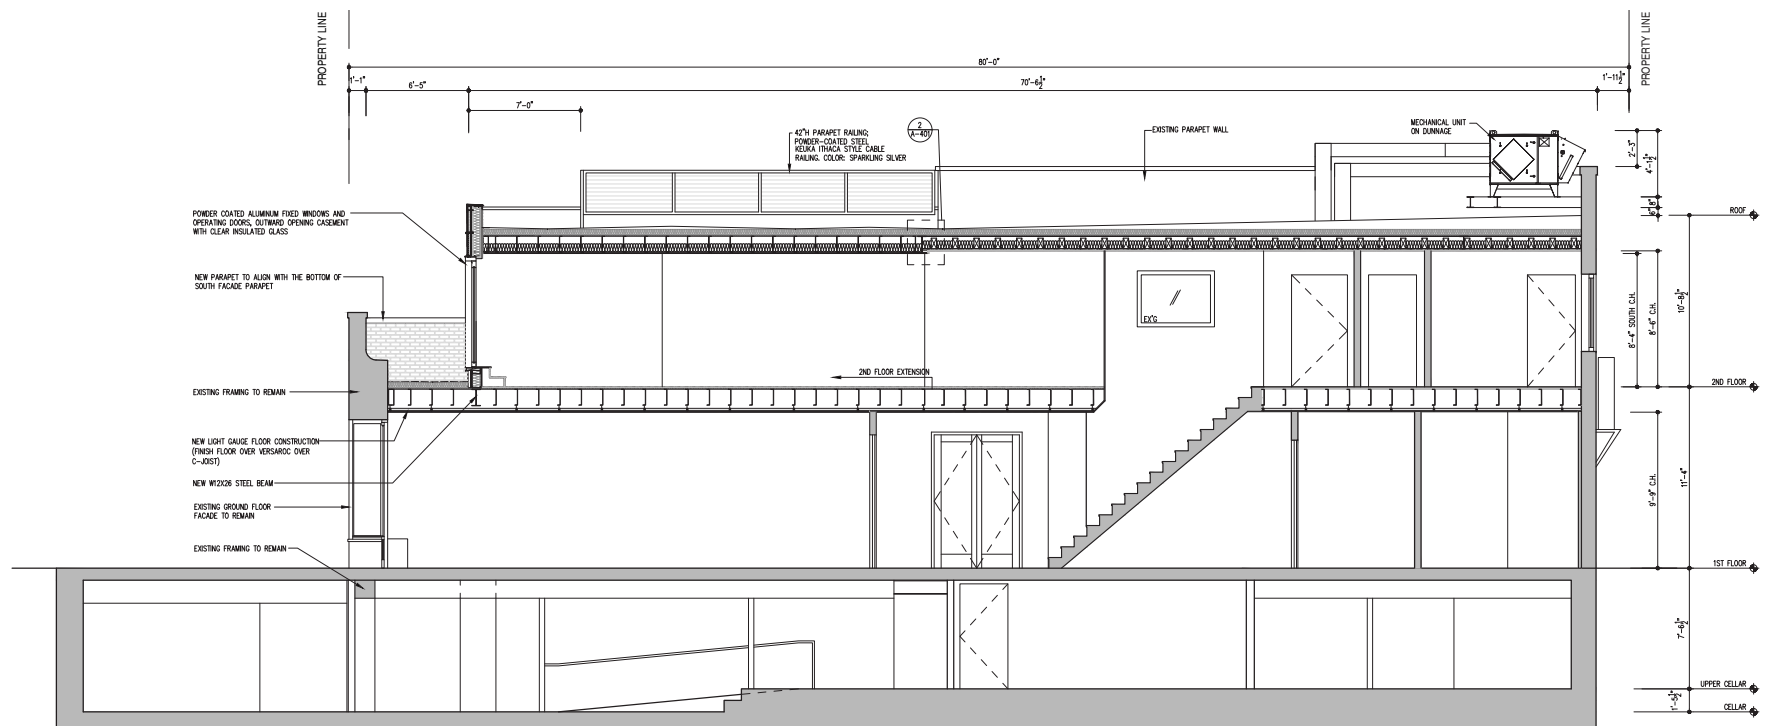 PROPERTY LINE
PROPERTY LINE
80'-0"
1'-1"
6'-5"
70'-6½"
1'-11½"
7'-0"
42"H PARAPET RAILING;
POWDER-COATED STEEL
KEUKA ITHACA STYLE CABLE
RAILING. COLOR: SPARKLING SILVER
2
A-401
EXISTING PARAPET WALL
MECHANICAL UNIT
ON DUNNAGE
2'-3"
4'-1½"
POWDER COATED ALUMINUM FIXED WINDOWS AND
OPERATING DOORS, OUTWARD OPENING CASEMENT
WITH CLEAR INSULATED GLASS
ROOF
NEW PARAPET TO ALIGN WITH THE BOTTOM OF
SOUTH FACADE PARAPET
EX'G
8'-4" SOUTH C.H.
8'-6" C.H.
10'-8½"
2ND FLOOR EXTENSION
2ND FLOOR
EXISTING FRAMING TO REMAIN
NEW LIGHT GAUGE FLOOR CONSTRUCTION
(FINISH FLOOR OVER VERSAROC OVER
C-JOIST)
NEW W12X26 STEEL BEAM
EXISTING GROUND FLOOR
FACADE TO REMAIN
9'-9" C.H.
11'-4"
EXISTING FRAMING TO REMAIN
1ST FLOOR
7'-6½"
UPPER CELLAR
1'-5½"
CELLAR